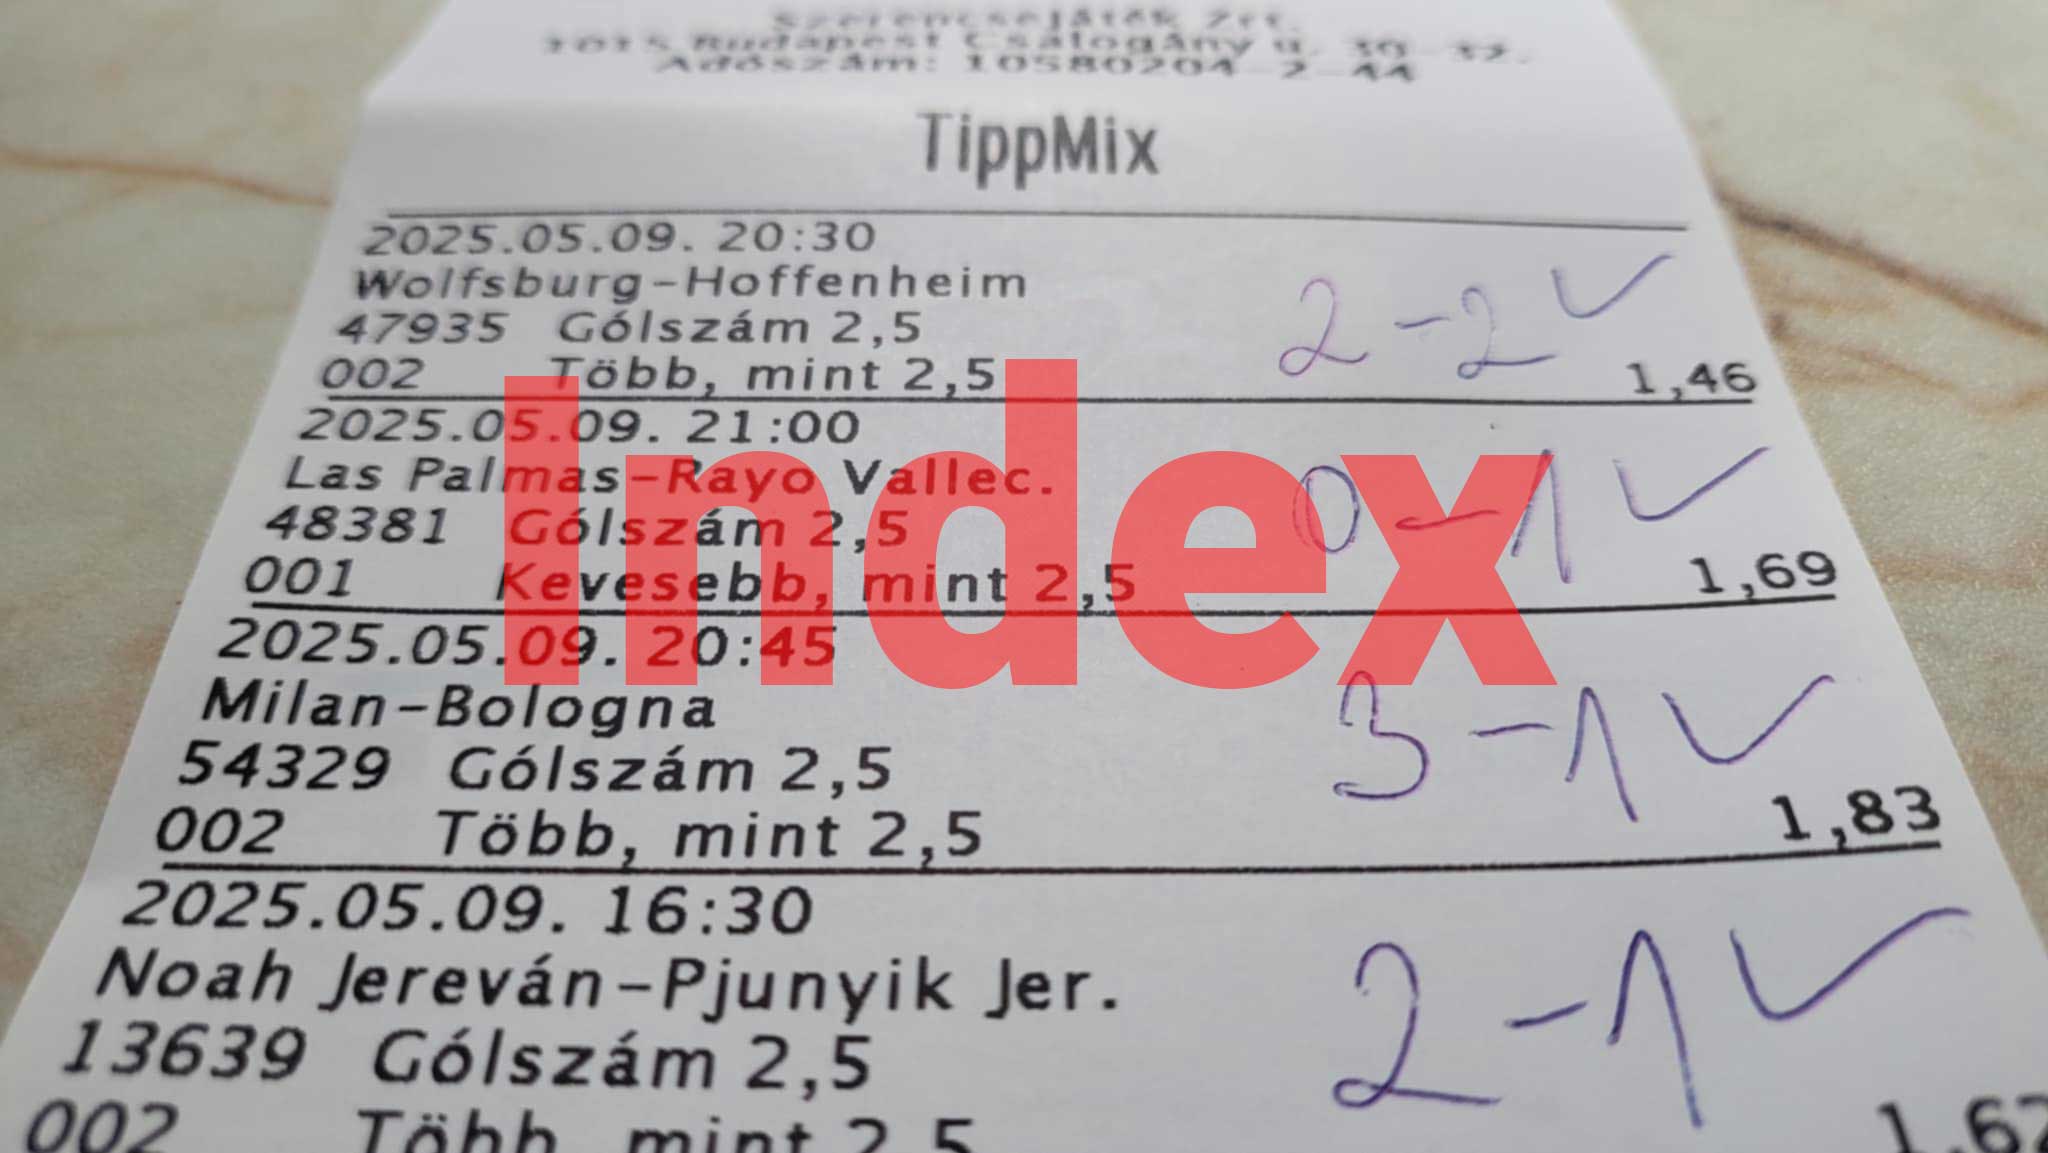 Szerencsejáték Zrt.
1015 Budapest Csalogány u. 30-32.
Adószám: 10580204-2-44
TippMix
2025.05.09. 20:30
Wolfsburg-Hoffenheim
47935 Gólszám 2,5
2-2 ✓
002 Több, mint 2,5 1,46
2025.05.09. 21:00
Las Palmas-Rayo Vallec.
48381 Gólszám 2,5
0-1 ✓
001 Kevesebb, mint 2,5 1,69
Index
2025.05.09. 20:45
Milan-Bologna
54329 Gólszám 2,5
3-1 ✓
002 Több, mint 2,5 1,83
2025.05.09. 16:30
Noah Jereván-Pjunyik Jer.
13639 Gólszám 2,5
2-1 ✓
002 Több, mint 2,5 1,62